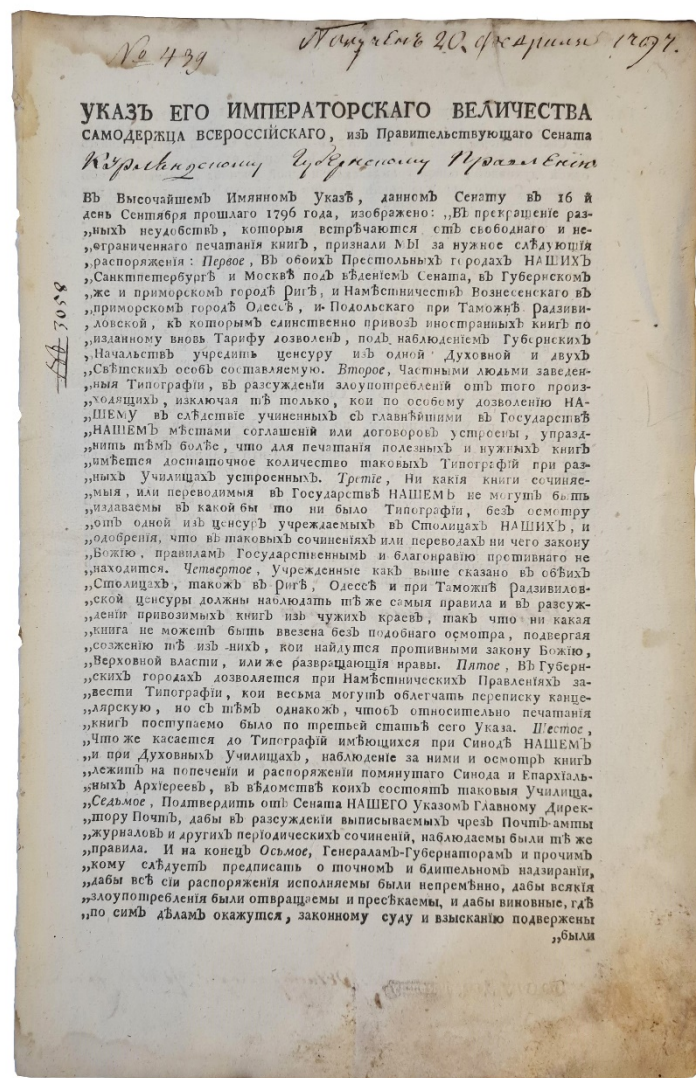 № 439 Полученъ 20. февраля 1797.
УКАЗЪ ЕГО ИМПЕРАТОРСКАГО ВЕЛИЧЕСТВА
САМОДЕРЖЦА ВСЕРОССІЙСКАГО, изъ Правительствующаго Сената
Курляндскому Губернскому Правленію
Въ Высочайшемъ Имянномъ Указѣ, данномъ Сенату въ 16 й
день Сентября прошлаго 1796 года, изображено: „Въ прекращеніе раз-
„ныхъ неудобствъ, которыя встрѣчаются отъ свободнаго и не-
„ограниченнаго печатанія книгъ, признали МЫ за нужное слѣдующія
„распоряженія: Первое, Въ обоихъ Престольныхъ городахъ НАШИХЪ
„Санктпетербургѣ и Москвѣ подъ вѣденіемъ Сената, въ Губернскомъ
„же и приморскомъ городѣ Ригѣ, и Намѣстничествъ Вознесенскаго въ
„приморскомъ городѣ Одессѣ, и Подольскаго при Таможнѣ Радзиви-
„ловской, къ которымъ единственно привозъ иностранныхъ книгъ по
„изданному вновь Тарифу дозволенъ, подъ наблюденіемъ Губернскихъ
„Начальствъ учредить ценсуру изъ одной Духовной и двухъ
„Свѣтскихъ особъ составляемую. Второе, Частными людьми заведен-
„ныя Типографіи, въ разсужденіи злоупотребленій отъ того проис-
„ходящихъ, изключая тѣ только, кои по особому дозволенію НА-
„ШЕМУ въ слѣдствіе учиненныхъ съ главнѣйшими въ Государствѣ
„НАШЕМЪ мѣстами соглашеній или договоровъ устроены, упразд-
„нить тѣмъ болѣе, что для печатанія полезныхъ и нужныхъ книгъ
„имѣется достаточное количество таковыхъ Типографій при раз-
„ныхъ Училищахъ устроенныхъ. Третіе, Ни какія книги сочиняе-
„мыя, или переводимыя въ Государствѣ НАШЕМЪ не могутъ быть
„издаваемы въ какой бы то ни было Типографіи, безъ осмотру
„отъ одной изъ ценсуръ учреждаемыхъ въ Столицахъ НАШИХЪ, и
„одобренія, что въ таковыхъ сочиненіяхъ или переводахъ ни чего закону
„Божію, правиламъ Государственнымъ и благонравію противнаго не
„находится. Четвертое, Учрежденные какъ выше сказано въ обѣихъ
„Столицахъ, такожъ въ Ригѣ, Одессѣ и при Таможнѣ Радзивилов-
„ской ценсуры должны наблюдать тѣ же самыя правила и въ разсуж-
„деніи привозимыхъ книгъ изъ чужихъ краевъ, такъ что ни какая
„книга не можетъ быть ввезена безъ подобнаго осмотра, подвергая
„созженію тѣ изъ нихъ, кои найдутся противными закону Божію,
„Верховной власти, или же развращающія нравы. Пятое, Въ Губерн-
„скихъ городахъ дозволяется при Намѣстническихъ Правленіяхъ за-
„вести Типографіи, кои весьма могутъ облегчать переписку канце-
„лярскую, но съ тѣмъ однакожъ, чтобъ относительно печатанія
„книгъ поступаемо было по третьей статьѣ сего Указа. Шестое,
„Что же касается до Типографій имѣющихся при Синодѣ НАШЕМЪ
„и при Духовныхъ Училищахъ, наблюденіе за ними и осмотръ книгъ
„лежитъ на попеченіи и распоряженіи помянутаго Синода и Епархіаль-
„ныхъ Архіереевъ, въ вѣдомствѣ коихъ состоятъ таковыя Училища.
„Седьмое, Подтвердить отъ Сената НАШЕГО Указомъ Главному Дирек-
„тору Почтъ, дабы въ разсужденіи выписываемыхъ чрезъ Почтъ-амты
„журналовъ и другихъ періодическихъ сочиненій, наблюдаемы были тѣ же
„правила. И на конецъ Осьмое, Генераламъ-Губернаторамъ и прочимъ
„кому слѣдуетъ предписать о точномъ и бдительномъ надзираніи,
„дабы всѣ сіи распоряженія исполняемы были непремѣнно, дабы всякія
„злоупотребленія были отвращаемы и пресѣкаемы, и дабы виновные, гдѣ
„по симъ дѣламъ окажутся, законному суду и взысканію подвержены
„были
3058